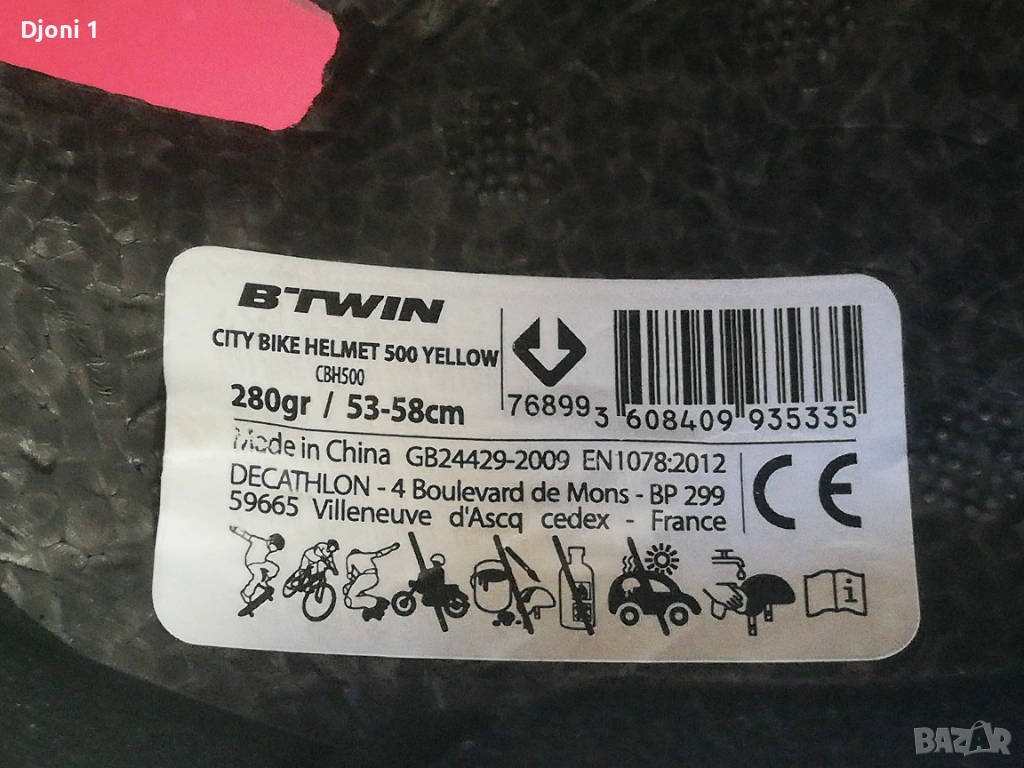 Djoni 1
B'TWIN
CITY BIKE HELMET 500 YELLOW
CBH500
280gr / 53-58cm
76899
3 608409 935335
Made in China GB24429-2009 EN1078:2012
DECATHLON - 4 Boulevard de Mons - BP 299
59665 Villeneuve d'Ascq cedex - France
CE
i
BAZAR